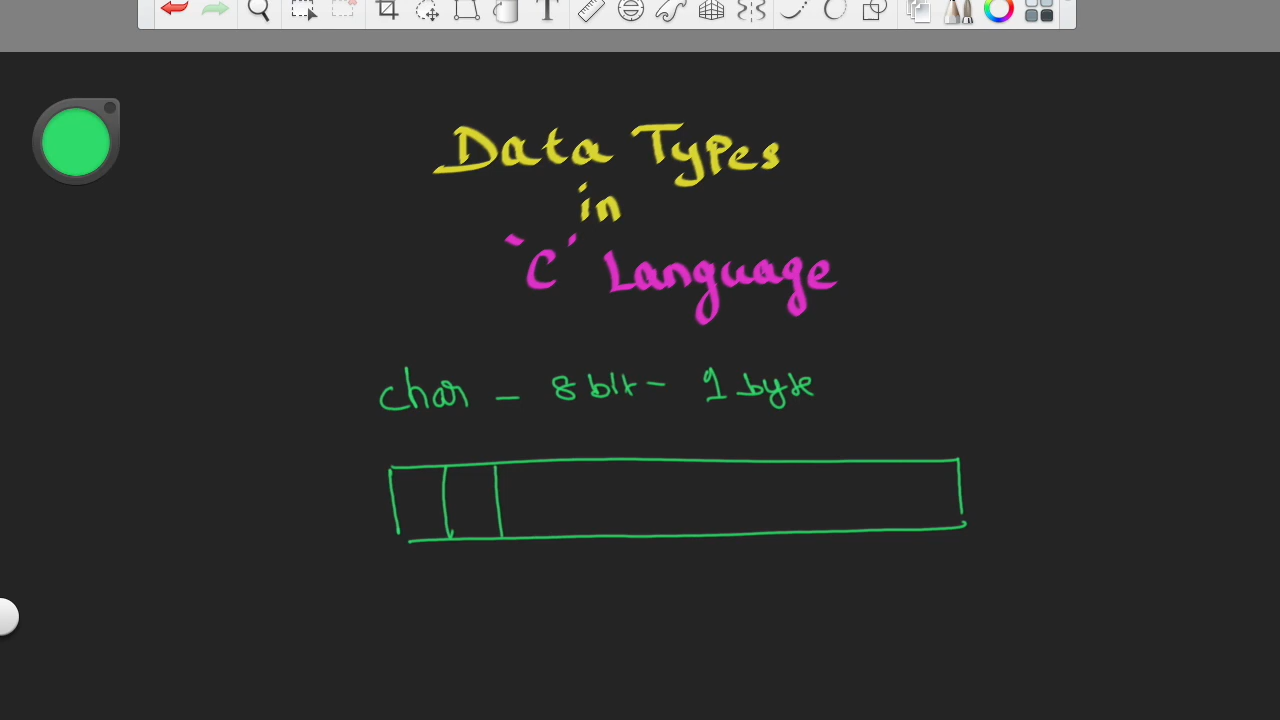 Data Types
in
'C' Language
char - 8 bit - 1 byte